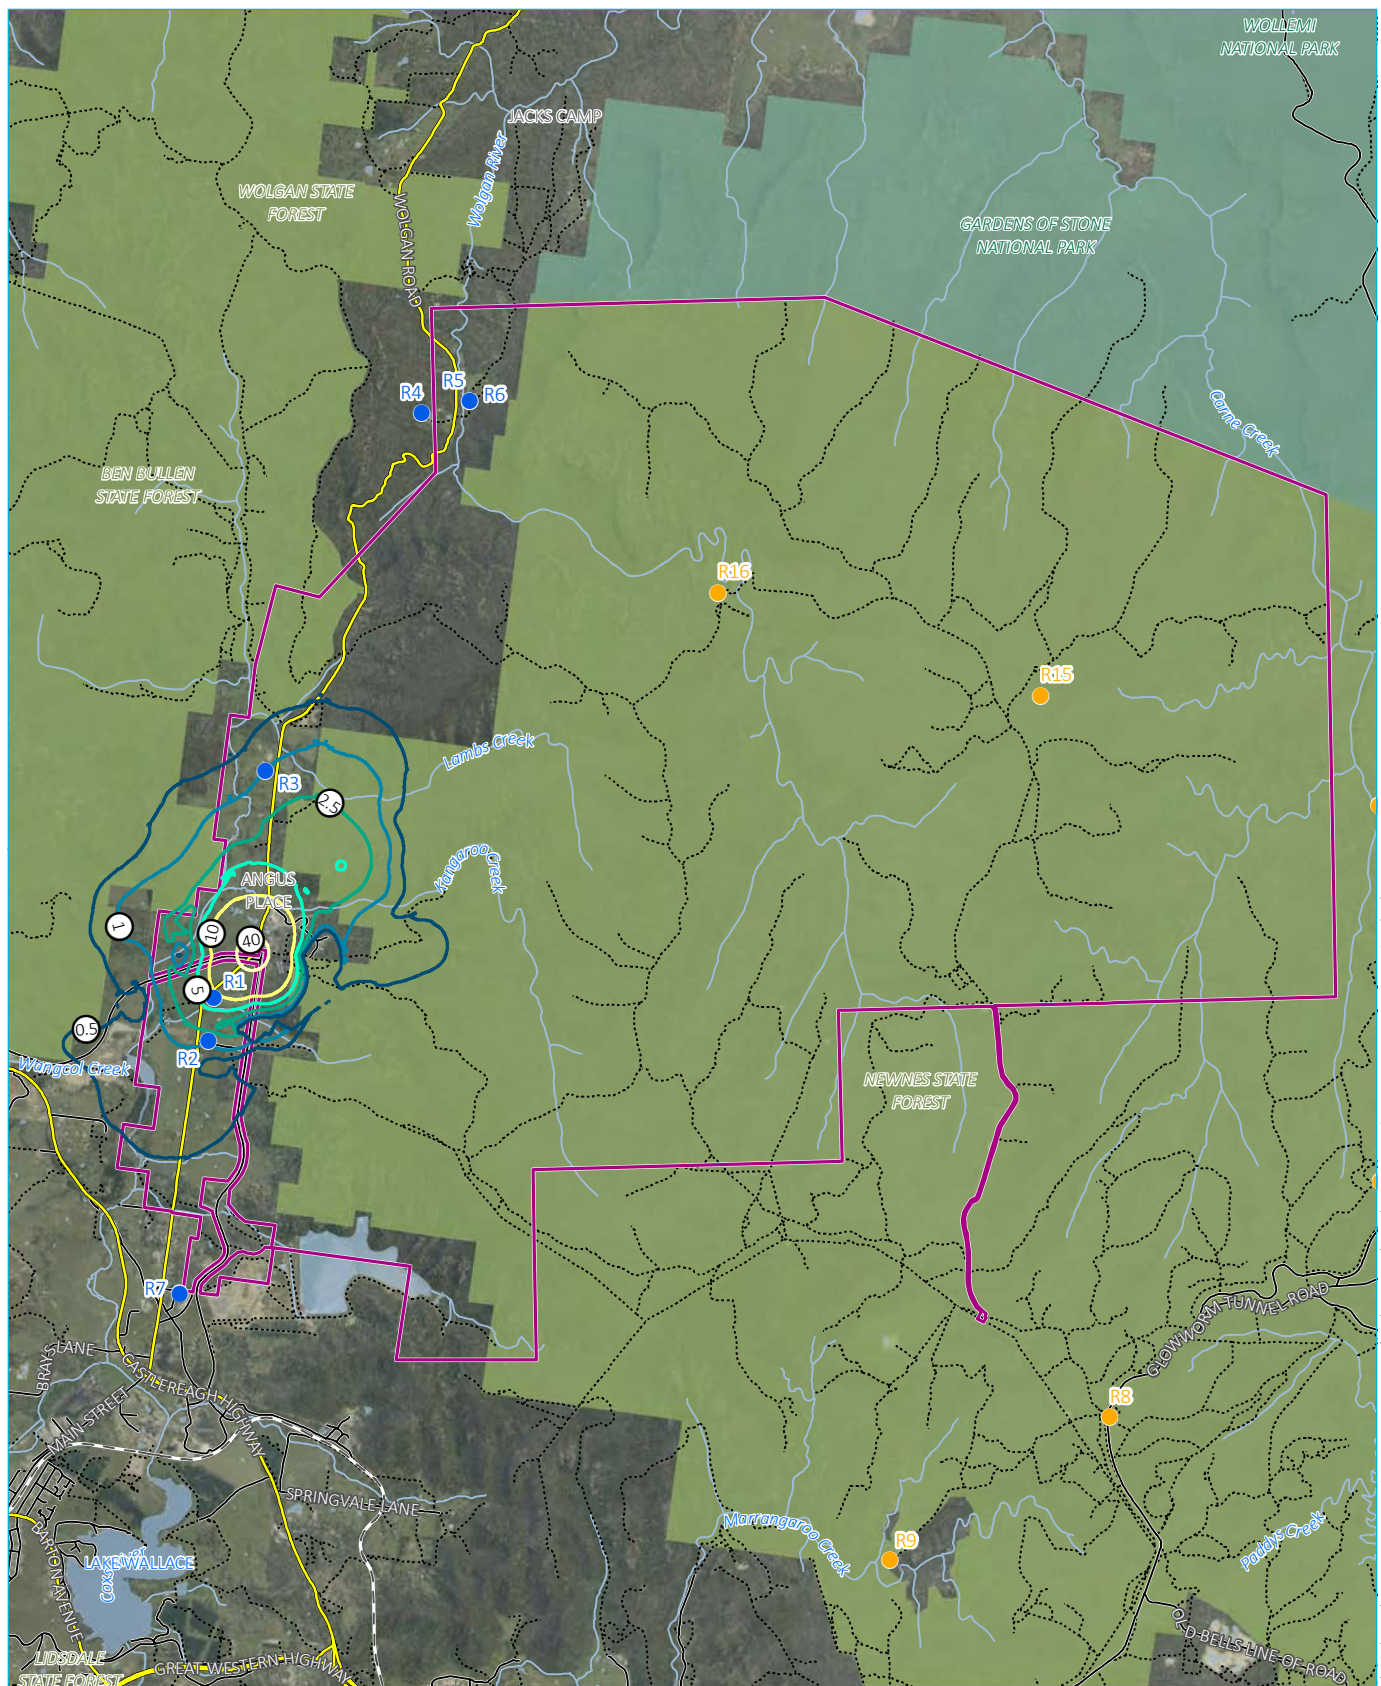 WOLLEMI
NATIONAL PARK
JACKS CAMP
Wolgan River
WOLGAN STATE
FOREST
WOLGAN ROAD
GARDENS OF STONE
NATIONAL PARK
R4
R5
R6
Carne Creek
BEN BULLEN
STATE FOREST
R16
R15
Lambs Creek
R3
2.5
Kangaroo Creek
ANGUS
PLACE
1
10
40
R1
5
0.5
R2
Wangcol Creek
NEWNES STATE
FOREST
R7
GLOW WORM TUNNEL ROAD
BRAYS LANE
CASTLEREAGH HIGHWAY
MAIN STREET
R8
SPRINGVALE LANE
Marrangaroo Creek
R9
Paddys Creek
BARTON AVENUE
LAKE WALLACE
Coxs River
OLD BELLS LINE OF ROAD
LIDSDALE
STATE FOREST
GREAT WESTERN HIGHWAY